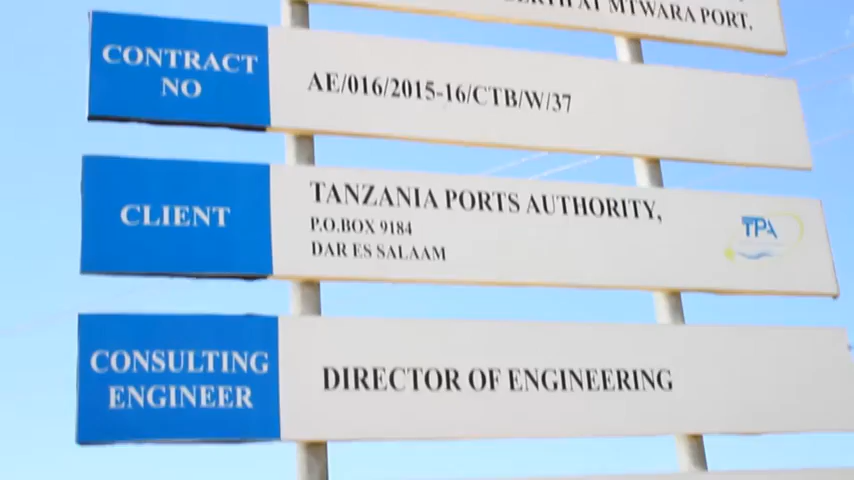 AT MTWARA PORT.
CONTRACT
NO
AE/016/2015-16/CTB/W/37
CLIENT
TANZANIA PORTS AUTHORITY,
P.O.BOX 9184
DAR ES SALAAM
TPA
CONSULTING
ENGINEER
DIRECTOR OF ENGINEERING